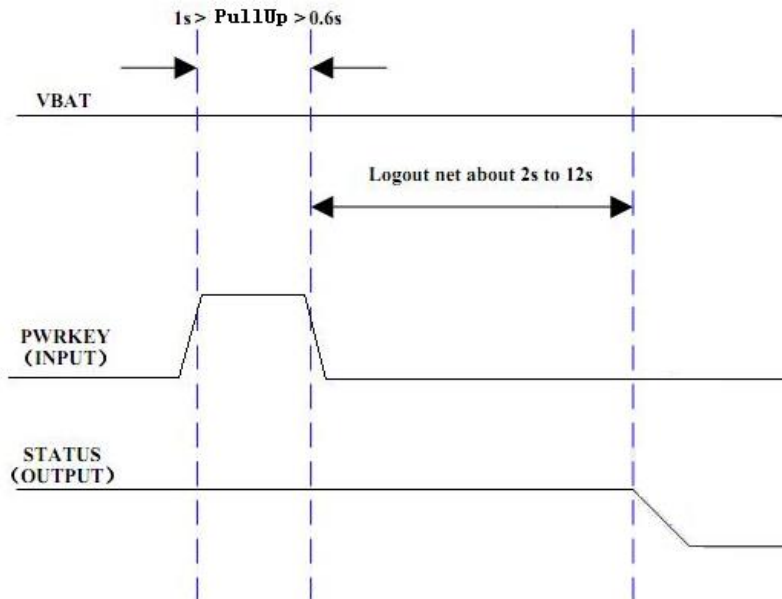 1s > PullUp > 0.6s
VBAT
Logout net about 2s to 12s
PWRKEY
（INPUT）
STATUS
（OUTPUT）